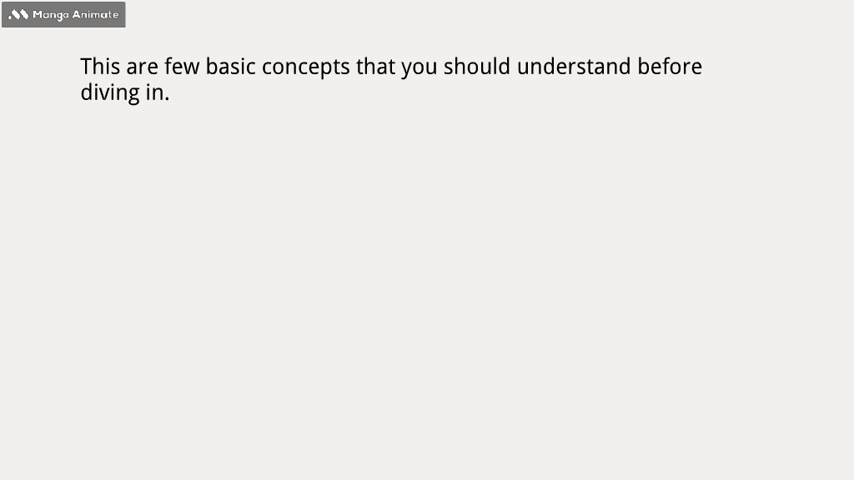 Mango Animate
This are few basic concepts that you should understand before
diving in.